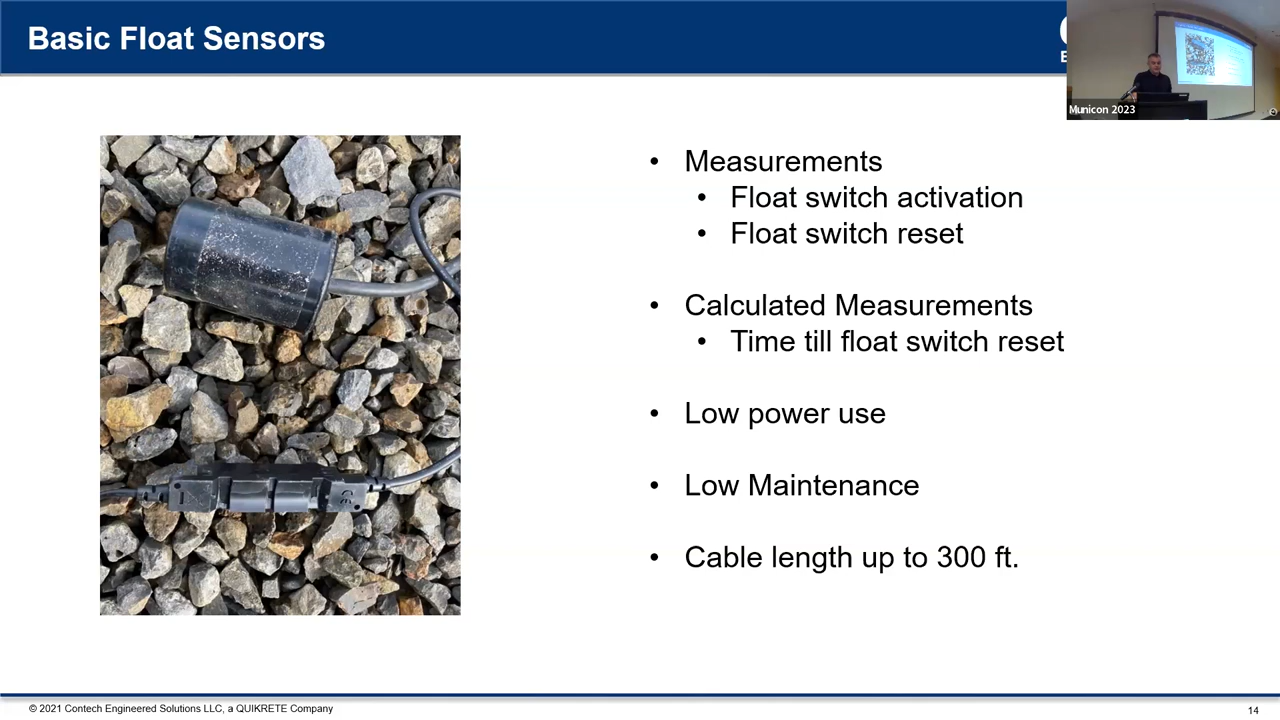 Basic Float Sensors
Municon 2023
• Measurements
• Float switch activation
• Float switch reset
• Calculated Measurements
• Time till float switch reset
• Low power use
• Low Maintenance
• Cable length up to 300 ft.
© 2021 Contech Engineered Solutions LLC, a QUIKRETE Company
14